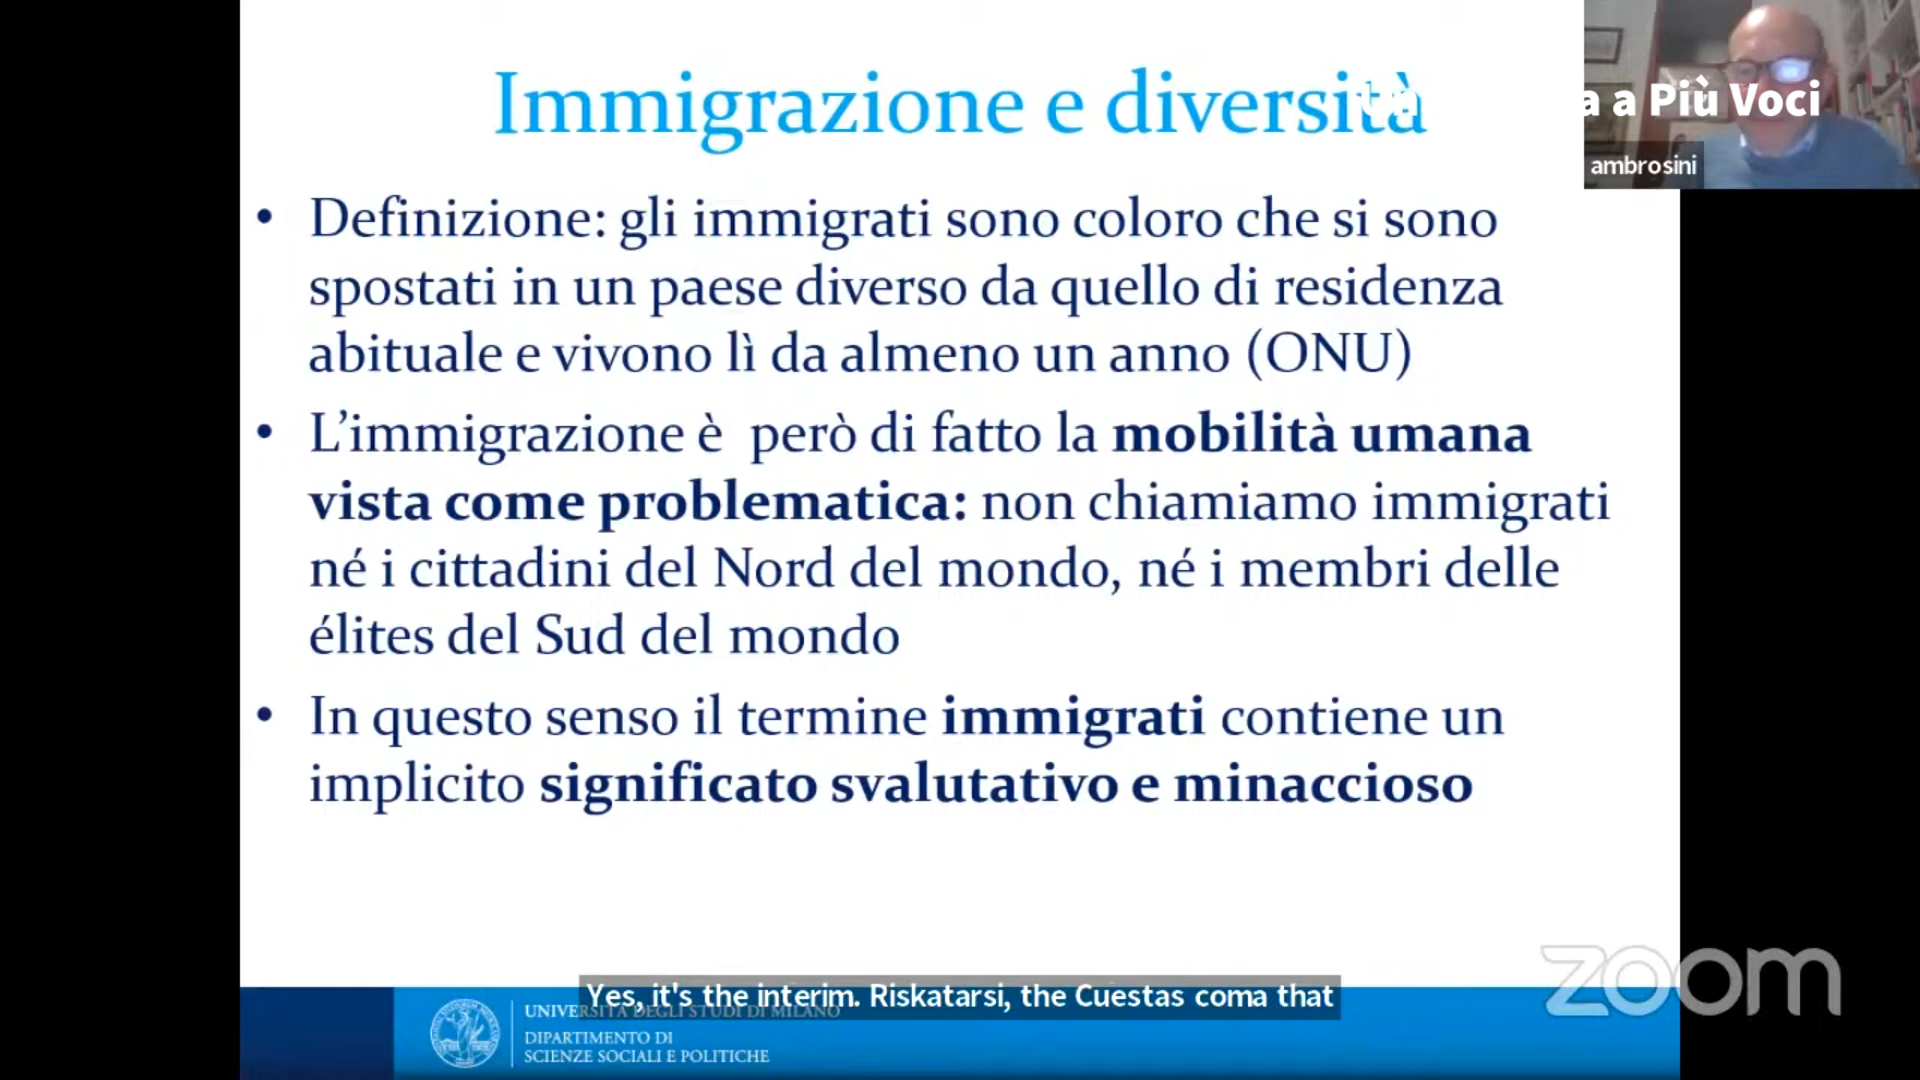 Immigrazione e diversità
a a Più Voci
ambrosini
• Definizione: gli immigrati sono coloro che si sono
spostati in un paese diverso da quello di residenza
abituale e vivono lì da almeno un anno (ONU)
• L’immigrazione è però di fatto la mobilità umana
vista come problematica: non chiamiamo immigrati
né i cittadini del Nord del mondo, né i membri delle
élites del Sud del mondo
• In questo senso il termine immigrati contiene un
implicito significato svalutativo e minaccioso
zoom
Yes, it's the interim. Riskatarsi, the Cuestas coma that
UNIVERSITÀ DEGLI STUDI DI MILANO
DIPARTIMENTO DI
SCIENZE SOCIALI E POLITICHE